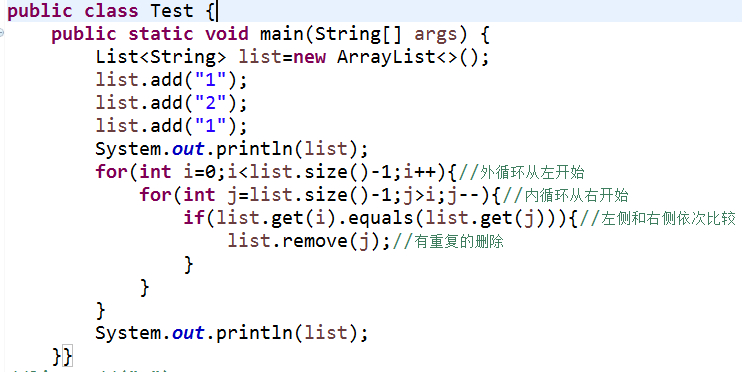 public class Test {
    public static void main(String[] args) {
        List<String> list=new ArrayList<>();
        list.add("1");
        list.add("2");
        list.add("1");
        System.out.println(list);
        for(int i=0;i<list.size()-1;i++){//外循环从左开始
            for(int j=list.size()-1;j>i;j--){//内循环从右开始
                if(list.get(i).equals(list.get(j))){//左侧和右侧依次比较
                    list.remove(j);//有重复的删除
                }
            }
        }
        System.out.println(list);
    }}